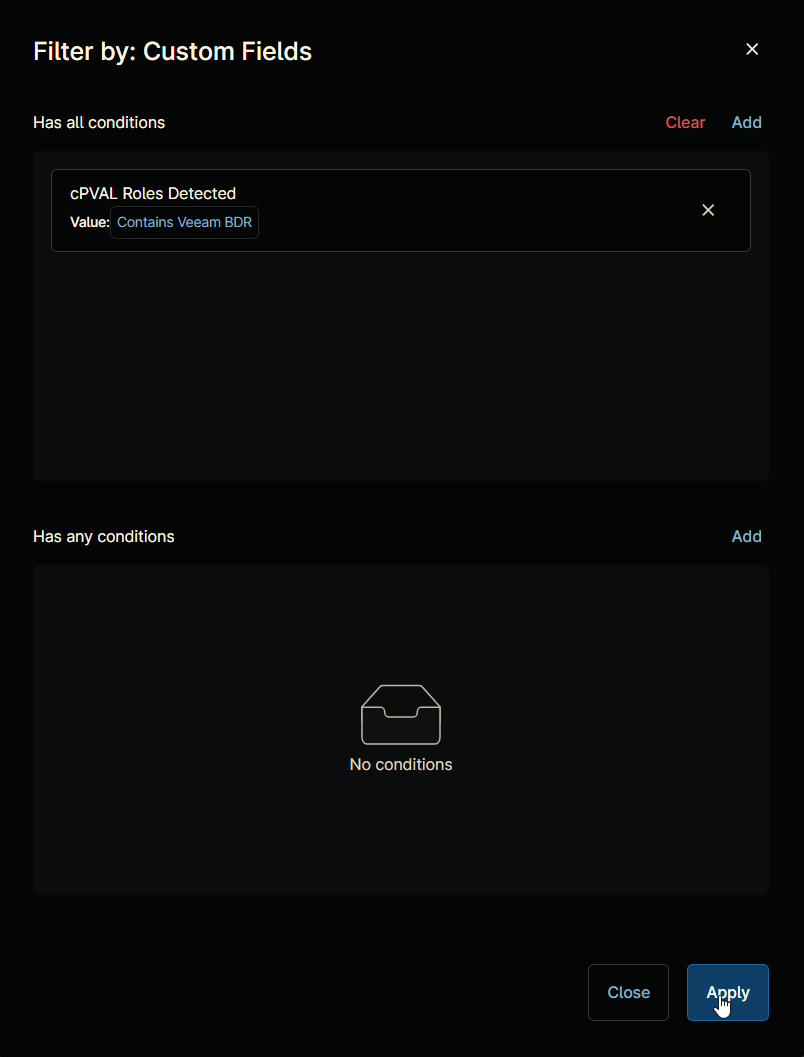 Filter by: Custom Fields
Has all conditions
Clear
Add
cPVAL Roles Detected
Value: Contains Veeam BDR
Has any conditions
Add
No conditions
Close
Apply